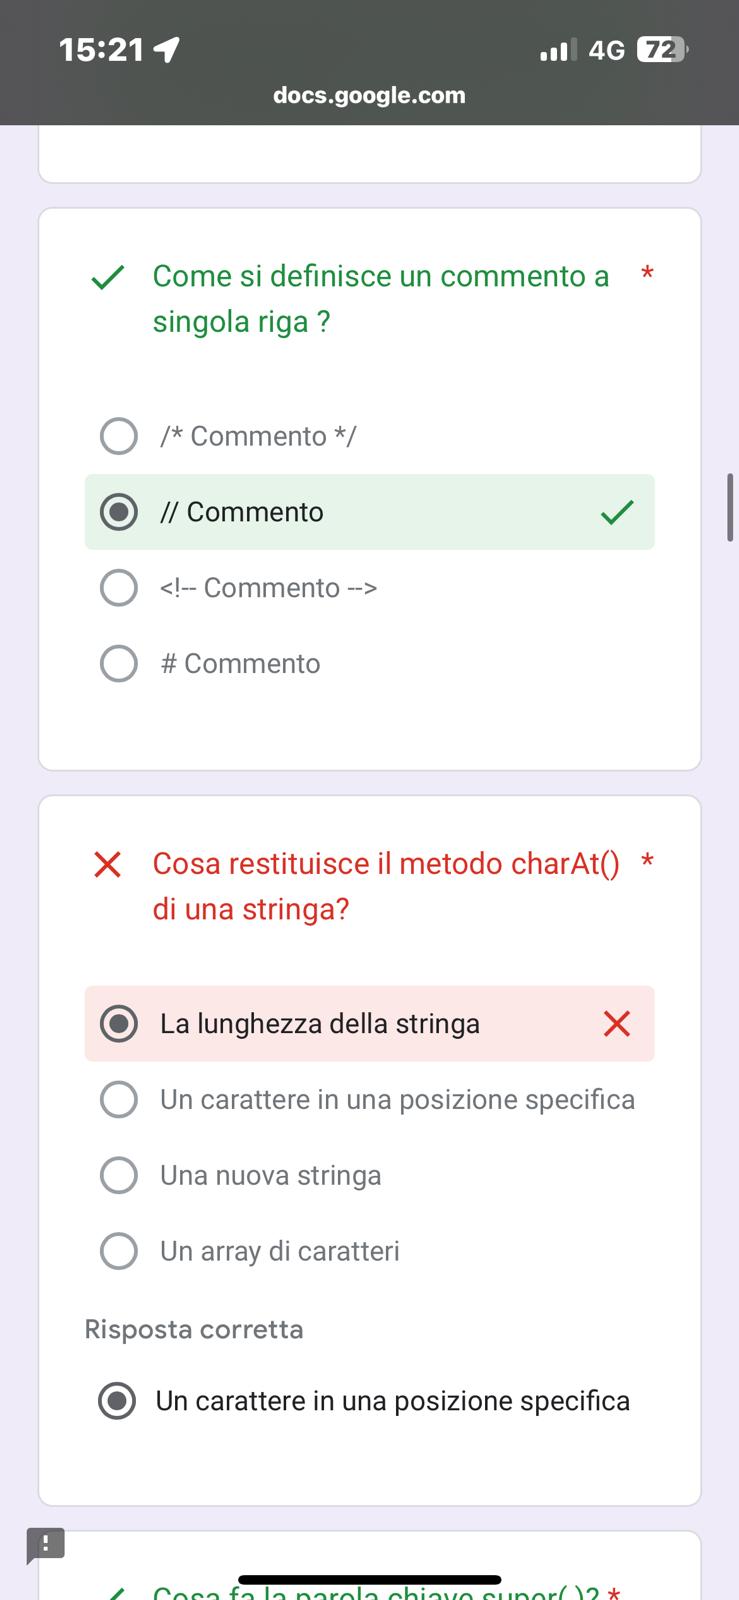 15:21 4G 72
docs.google.com
Come si definisce un commento a *
singola riga ?
/* Commento */
// Commento
<!-- Commento -->
# Commento
Cosa restituisce il metodo charAt() *
di una stringa?
La lunghezza della stringa
Un carattere in una posizione specifica
Una nuova stringa
Un array di caratteri
Risposta corretta
Un carattere in una posizione specifica
Cosa fa la parola chiave super( )? *